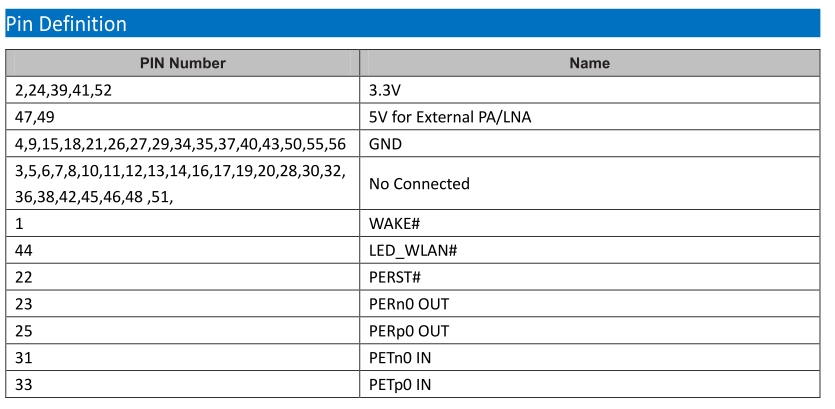 Pin Definition
PIN Number Name
2,24,39,41,52 3.3V
47,49 5V for External PA/LNA
4,9,15,18,21,26,27,29,34,35,37,40,43,50,55,56 GND
3,5,6,7,8,10,11,12,13,14,16,17,19,20,28,30,32,
36,38,42,45,46,48 ,51, No Connected
1 WAKE#
44 LED_WLAN#
22 PERST#
23 PERn0 OUT
25 PERp0 OUT
31 PETn0 IN
33 PETp0 IN